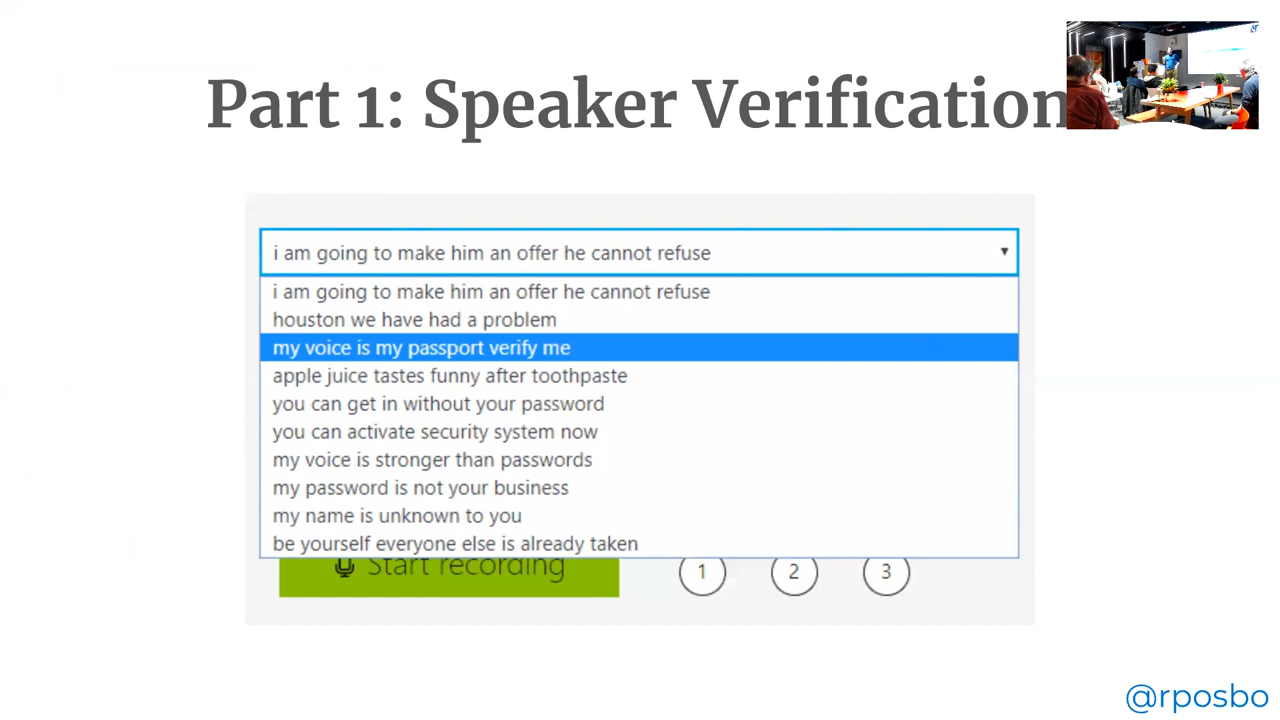 Part 1: Speaker Verification
i am going to make him an offer he cannot refuse
i am going to make him an offer he cannot refuse
houston we have had a problem
my voice is my passport verify me
apple juice tastes funny after toothpaste
you can get in without your password
you can activate security system now
my voice is stronger than passwords
my password is not your business
my name is unknown to you
be yourself everyone else is already taken
Start recording 1 2 3
@rposbo